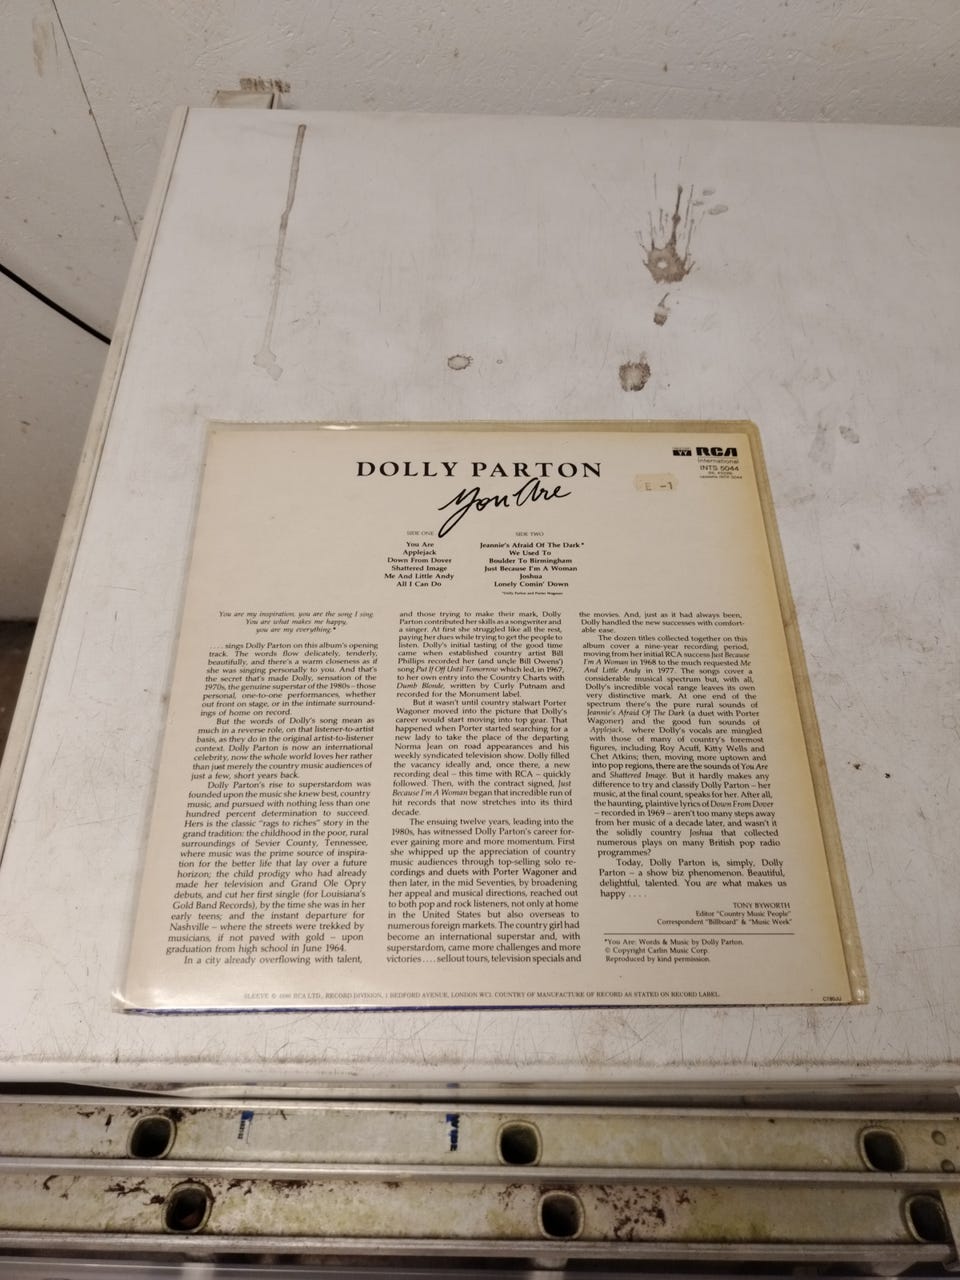 DOLLY PARTON
You Are
RCA
International
INTS 5044
E -1
SIDE ONE
You Are
Applejack
Down From Dover
Shattered Image
Me And Little Andy
All I Can Do
SIDE TWO
Jeannie's Afraid Of The Dark*
We Used To
Boulder To Birmingham
Just Because I'm A Woman
Joshua
Lonely Comin' Down
*Dolly Parton and Porter Wagoner
You are my inspiration, you are the song I sing.
You are what makes me happy,
you are my everything.*
.... sings Dolly Parton on this album's opening
track. The words flow delicately, tenderly,
beautifully, and there's a warm closeness as if
she was singing personally to you. And that's
the secret that's made Dolly, sensation of the
1970s, the genuine superstar of the 1980s – those
personal, one-to-one performances, whether
out front on stage, or in the intimate surround-
ings of home on record.
But the words of Dolly's song mean as
much in a reverse role, on that listener-to-artist
basis, as they do in the original artist-to-listener
context. Dolly Parton is now an international
celebrity, now the whole world loves her rather
than just merely the country music audiences of
just a few, short years back.
Dolly Parton's rise to superstardom was
founded upon the music she knew best, country
music, and pursued with nothing less than one
hundred percent determination to succeed.
Hers is the classic "rags to riches" story in the
grand tradition: the childhood in the poor, rural
surroundings of Sevier County, Tennessee,
where music was the prime source of inspira-
tion for the better life that lay over a future
horizon; the child prodigy who had already
made her television and Grand Ole Opry
debuts, and cut her first single (for Louisiana's
Gold Band Records), by the time she was in her
early teens; and the instant departure for
Nashville – where the streets were trekked by
musicians, if not paved with gold – upon
graduation from high school in June 1964.
In a city already overflowing with talent,
and those trying to make their mark, Dolly
Parton contributed her skills as a songwriter and
a singer. At first she struggled like all the rest,
paying her dues while trying to get the people to
listen. Dolly's initial tasting of the good time
came when established country artist Bill
Phillips recorded her (and uncle Bill Owens')
song Put It Off Until Tomorrow which led, in 1967,
to her own entry into the Country Charts with
Dumb Blonde, written by Curly Putnam and
recorded for the Monument label.
But it wasn't until country stalwart Porter
Wagoner moved into the picture that Dolly's
career would start moving into top gear. That
happened when Porter started searching for a
new lady to take the place of the departing
Norma Jean on road appearances and his
weekly syndicated television show. Dolly filled
the vacancy ideally and, once there, a new
recording deal – this time with RCA – quickly
followed. Then, with the contract signed, Just
Because I'm A Woman began that incredible run of
hit records that now stretches into its third
decade.
The ensuing twelve years, leading into the
1980s, has witnessed Dolly Parton's career for-
ever gaining more and more momentum. First
she whipped up the appreciation of country
music audiences through top-selling solo re-
cordings and duets with Porter Wagoner and
then later, in the mid Seventies, by broadening
her appeal and musical directions, reached out
to both pop and rock listeners, not only at home
in the United States but also overseas to
numerous foreign markets. The country girl had
become an international superstar and, with
superstardom, came more challenges and more
victories .... sellout tours, television specials and
the movies. And, just as it had always been,
Dolly handled the new successes with comfort-
able ease.
The dozen titles collected together on this
album cover a nine-year recording period,
moving from her initial RCA success Just Because
I'm A Woman in 1968 to the much requested Me
And Little Andy in 1977. The songs cover a
considerable musical spectrum but, with all,
Dolly's incredible vocal range leaves its own
very distinctive mark. At one end of the
spectrum there's the pure rural sounds of
Jeannie's Afraid Of The Dark (a duet with Porter
Wagoner) and the good fun sounds of
Applejack, where Dolly's vocals are mingled
with those of many of country's foremost
figures, including Roy Acuff, Kitty Wells and
Chet Atkins; then, moving more uptown and
into pop regions, there are the sounds of You Are
and Shattered Image. But it hardly makes any
difference to try and classify Dolly Parton – her
music, at the final count, speaks for her. After all,
the haunting, plaintive lyrics of Down From Dover
– recorded in 1969 – aren't too many steps away
from her music of a decade later, and wasn't it
the solidly country Joshua that collected
numerous plays on many British pop radio
programmes?
Today, Dolly Parton is, simply, Dolly
Parton – a show biz phenomenon. Beautiful,
delightful, talented. You are what makes us
happy ....
TONY BYWORTH
Editor "Country Music People"
Correspondent "Billboard" & "Music Week"
*You Are: Words & Music by Dolly Parton.
© Copyright Carlin Music Corp.
Reproduced by kind permission.
SLEEVE © 1980 RCA LTD., RECORD DIVISION, 1 BEDFORD AVENUE, LONDON WC1. COUNTRY OF MANUFACTURE OF RECORD AS STATED ON RECORD LABEL.